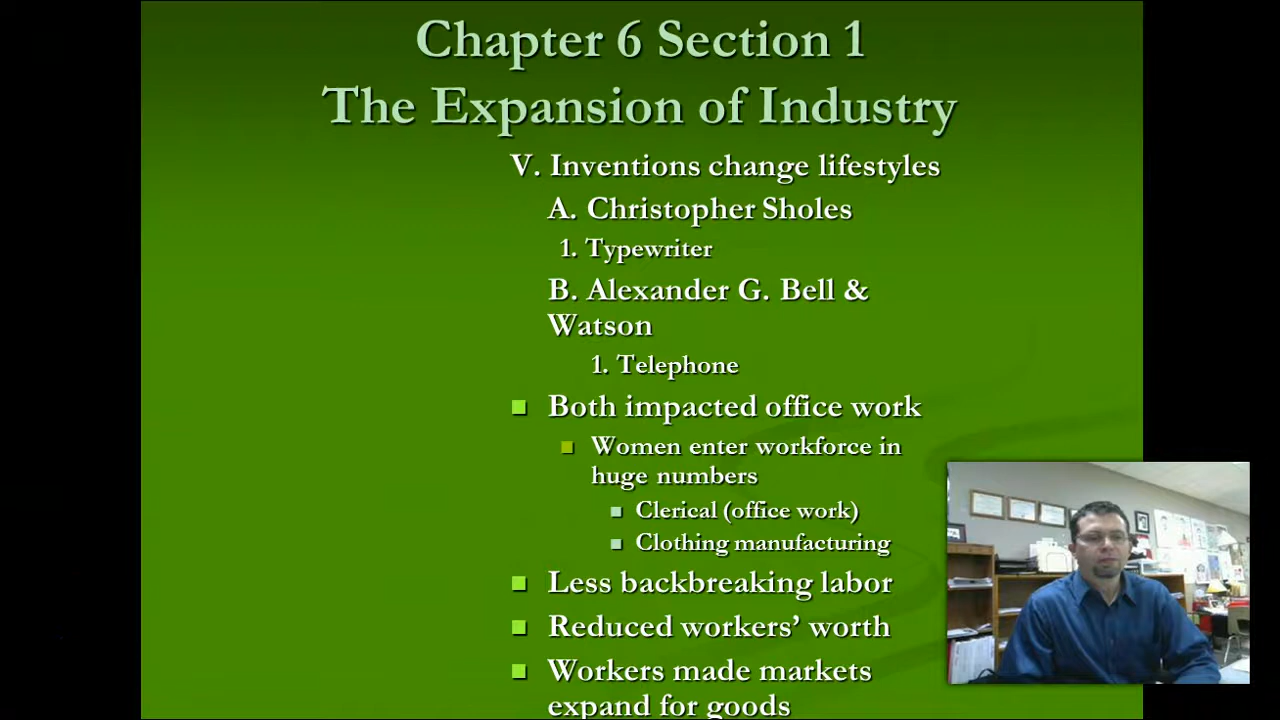 Chapter 6 Section 1
The Expansion of Industry
V. Inventions change lifestyles
A. Christopher Sholes
1. Typewriter
B. Alexander G. Bell &
Watson
1. Telephone
Both impacted office work
Women enter workforce in
huge numbers
Clerical (office work)
Clothing manufacturing
Less backbreaking labor
Reduced workers’ worth
Workers made markets
expand for goods